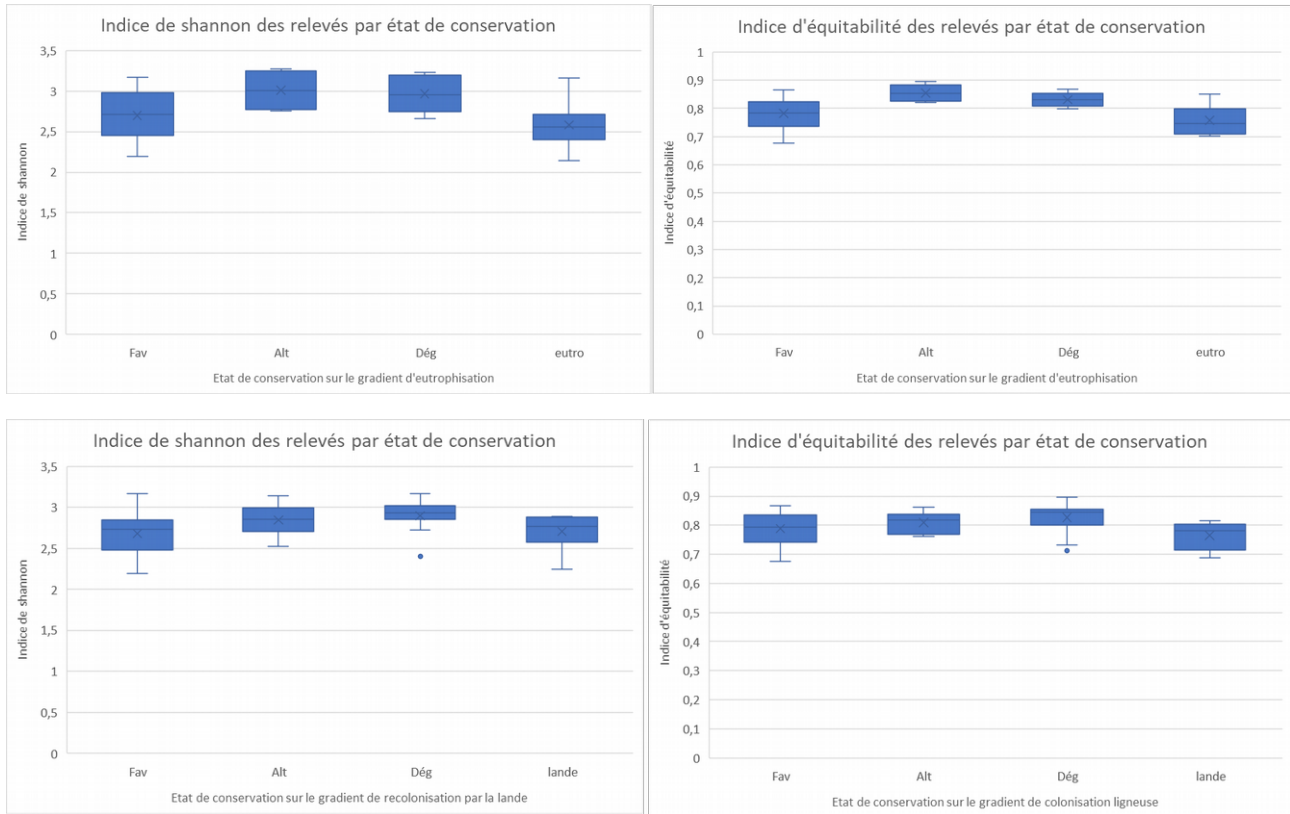 Indice de shannon des relevés par état de conservation
3,5
3
2,5
2
1,5
1
0,5
0
Indice de shannon
Fav Alt Dég eutro
Etat de conservation sur le gradient d'eutrophisation
Indice d'équitabilité des relevés par état de conservation
1
0,9
0,8
0,7
0,6
0,5
0,4
0,3
0,2
0,1
0
Indice d'équitabilité
Fav Alt Dég eutro
Etat de conservation sur le gradient d'eutrophisation
Indice de shannon des relevés par état de conservation
3,5
3
2,5
2
1,5
1
0,5
0
Indice de shannon
Fav Alt Dég lande
Etat de conservation sur le gradient de recolonisation par la lande
Indice d'équitabilité des relevés par état de conservation
1
0,9
0,8
0,7
0,6
0,5
0,4
0,3
0,2
0,1
0
Indice d'équitabilité
Fav Alt Dég lande
Etat de conservation sur le gradient de colonisation ligneuse